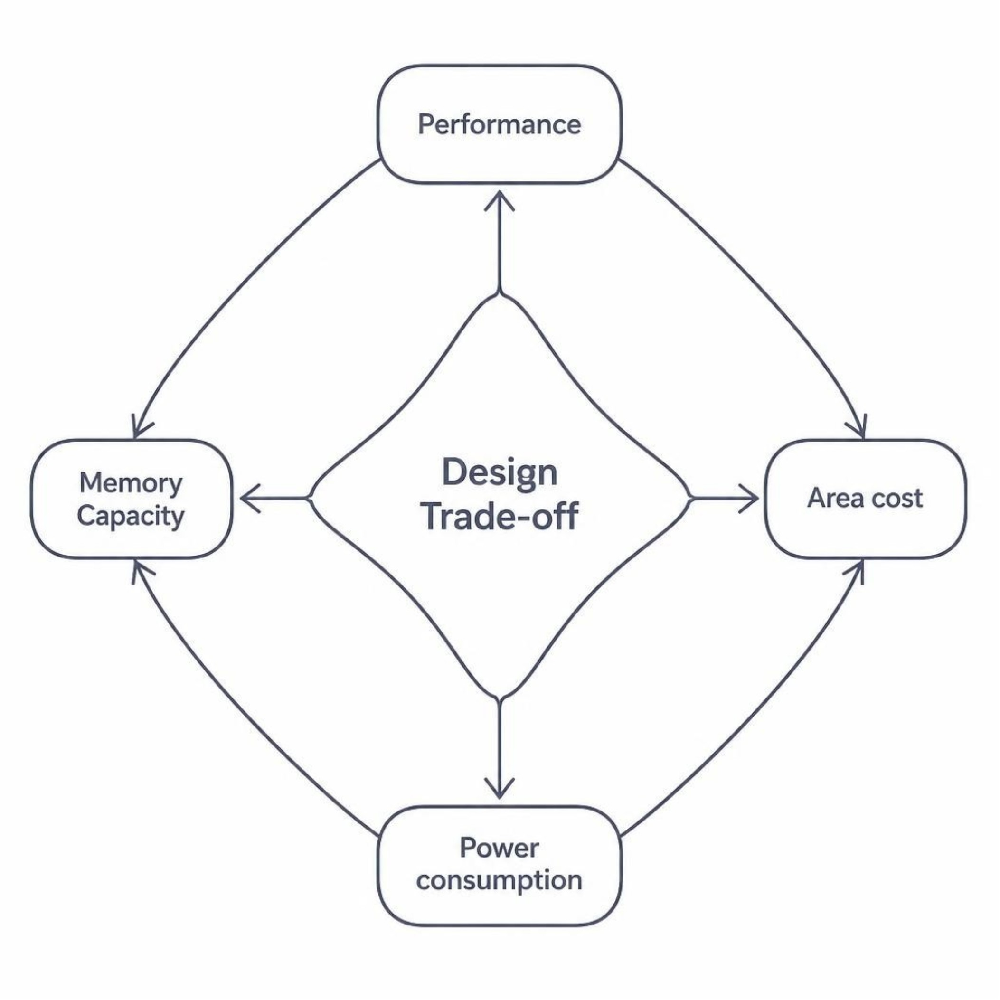 Performance
Memory
Capacity
Design
Trade-off
Area cost
Power
consumption